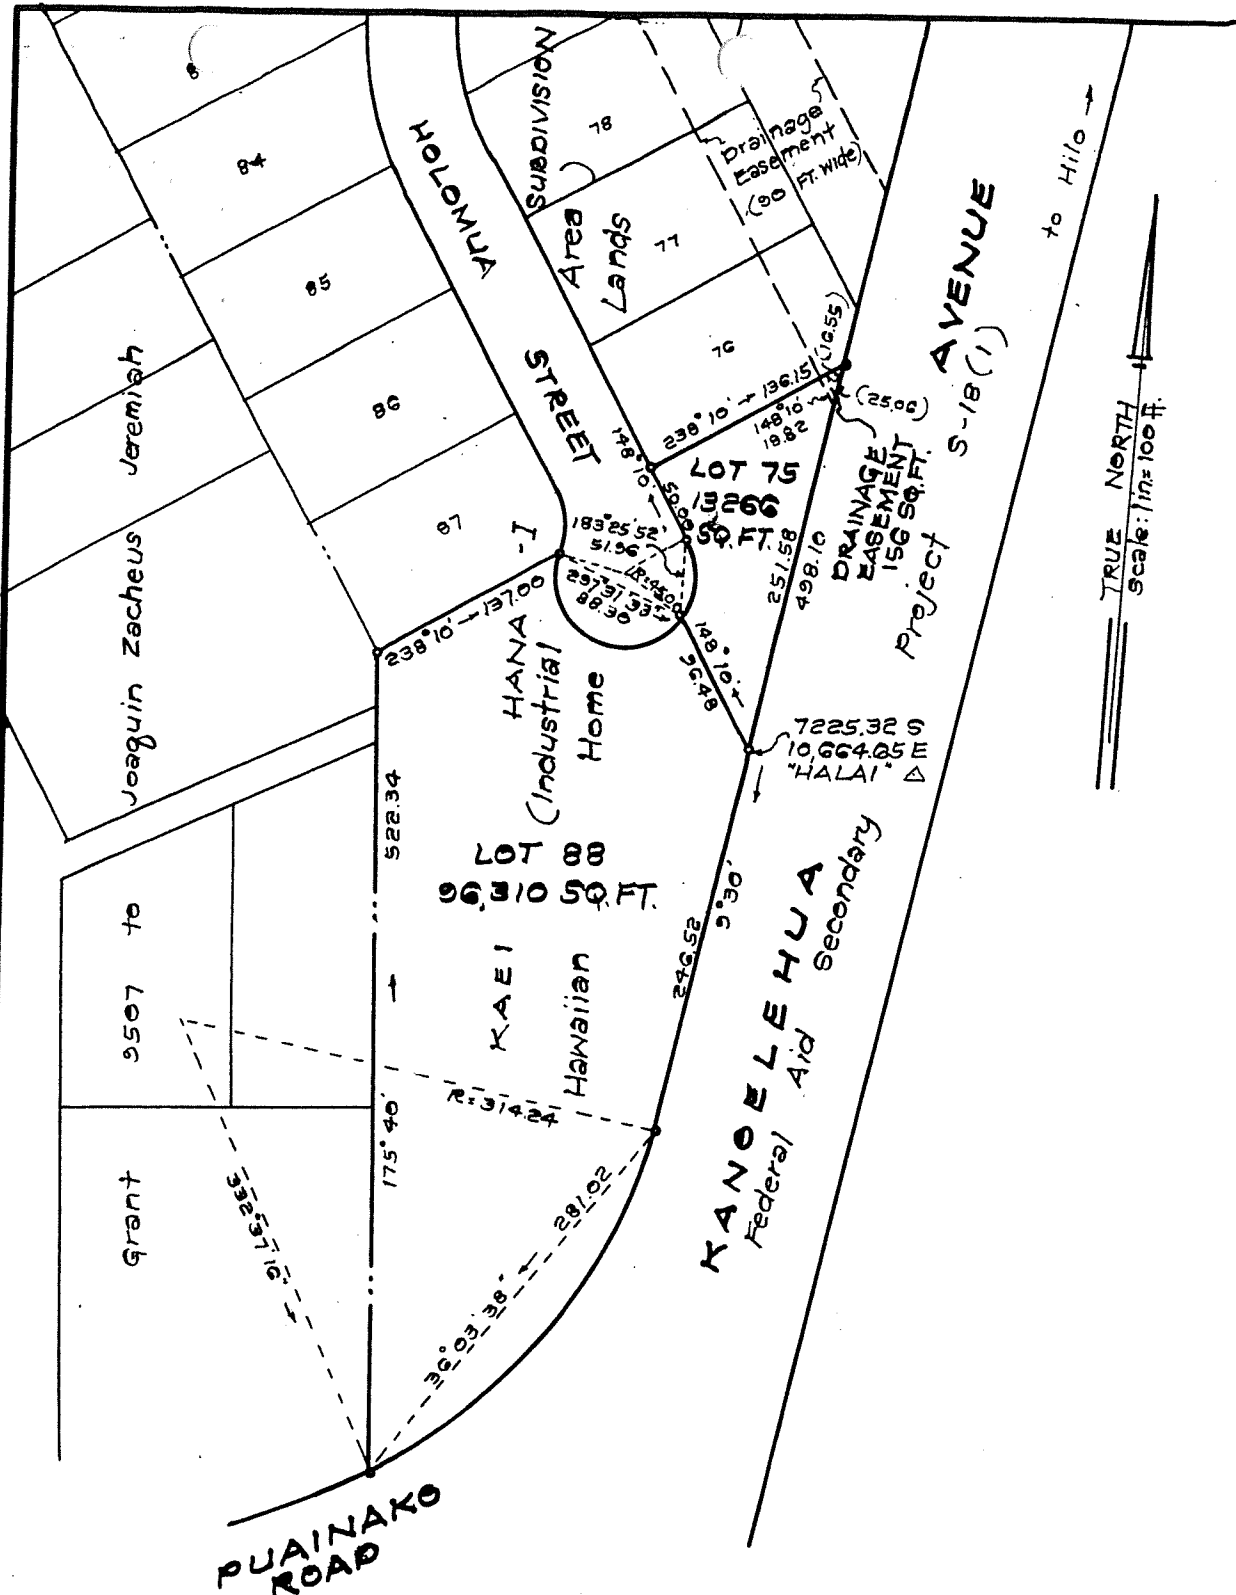 8
84
85
86
87
HOLOMUA
STREET
SUBDIVISION
78
77
76
Area
Lands
Drainage
Easement
(90 FT. wide)
to Hilo →
AVENUE
S-18(1)
Project
TRUE NORTH
scale: 1 in.= 100 ft.
(16.55)
(25.06)
238°10' → 136.15
148°10'
19.82
148°10'
50.00
LOT 75
13266
SQ. FT.
DRAINAGE
EASEMENT
156 SQ.FT.
251.58
498.10
183°25'52"
51.96
R=45.00
297°31'33"
88.30
148°10'
96.48
238°10' → 137.00
HANA -I
(Industrial
Home
7225.32 S
10,664.85 E
"HALAI" △
Joaquin Zacheus Jeremiah
522.34
LOT 88
96,310 SQ.FT.
246.52
9°30'
KAEI
Hawaiian
KANOELEHUA
Federal Aid Secondary
9507 to
Grant
175°40'
R=314.24
332°37'16"
36°03'38"
281.02
PUAINAKO
ROAD